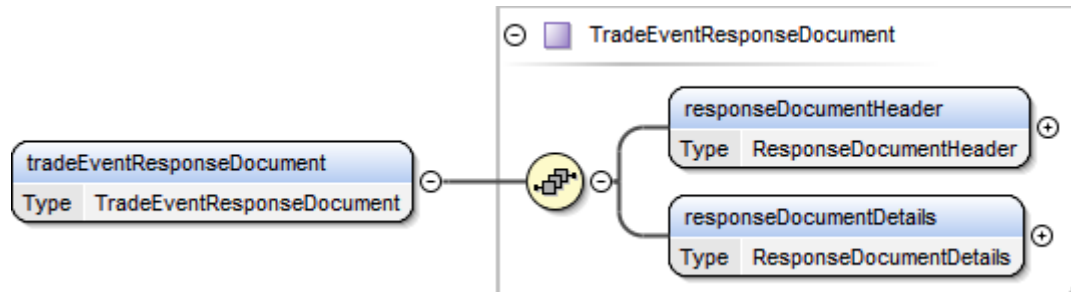 TradeEventResponseDocument
responseDocumentHeader
Type ResponseDocumentHeader
tradeEventResponseDocument
Type TradeEventResponseDocument
responseDocumentDetails
Type ResponseDocumentDetails